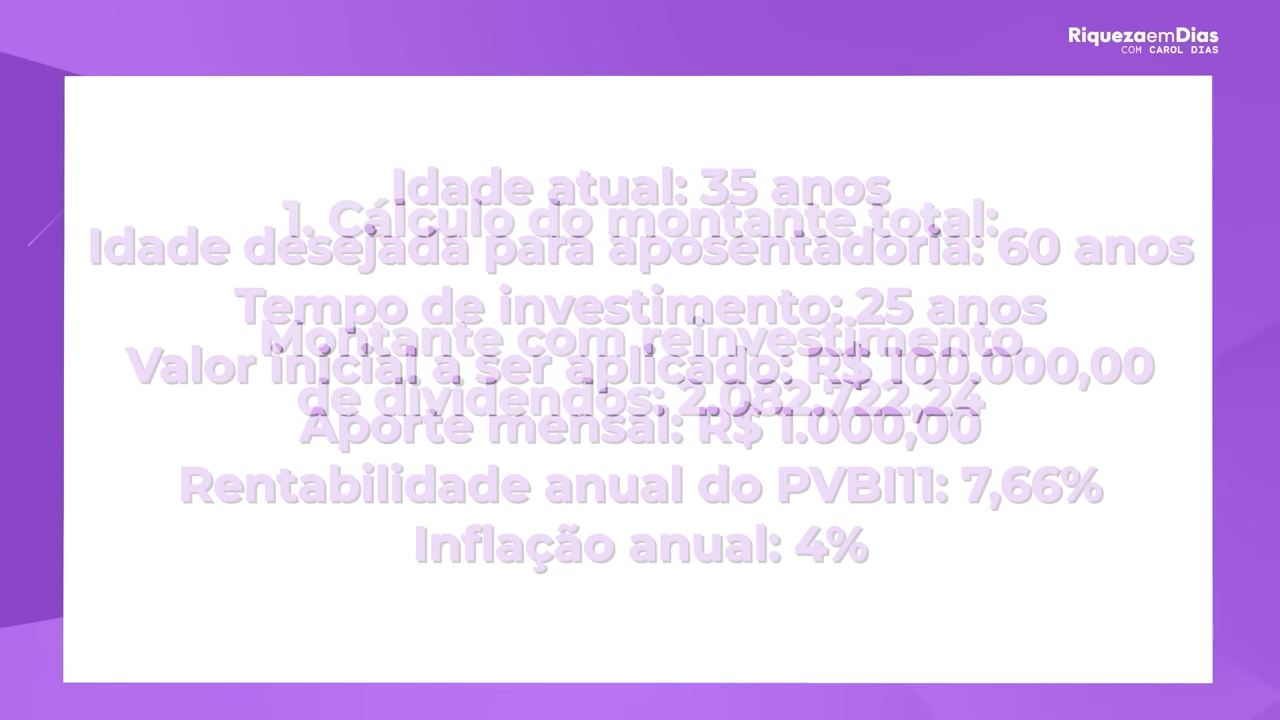 RiquezaemDias
COM CAROL DIAS
Idade atual: 35 anos
1. Cálculo do montante total:
Idade desejada para aposentadoria: 60 anos
Tempo de investimento: 25 anos
Montante com reinvestimento
Valor inicial a ser aplicado: R$ 100.000,00
de dividendos: 2.082.722,24
Aporte mensal: R$ 1.000,00
Rentabilidade anual do PVBI11: 7,66%
Inflação anual: 4%